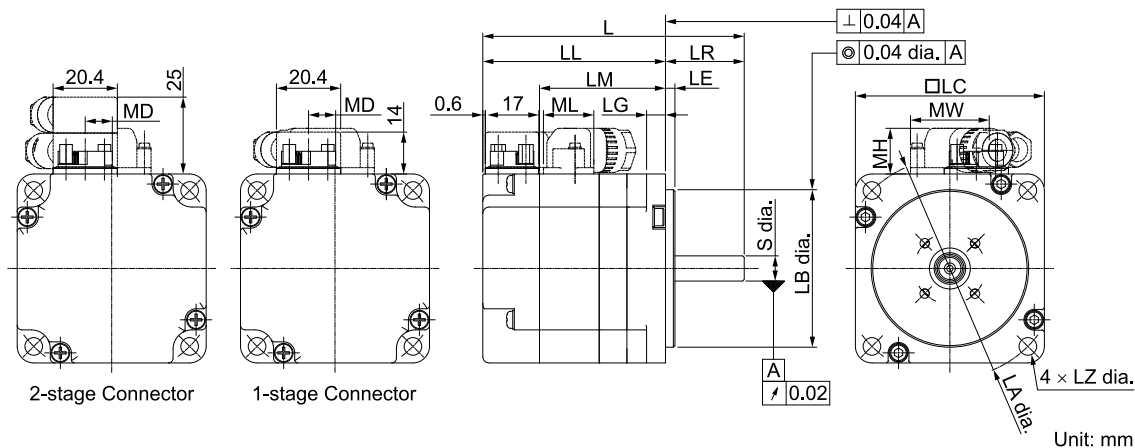 20.4
25
MD
2-stage Connector
20.4
MD
14
1-stage Connector
L
LL
LR
LM
LE
0.6
17
ML
LG
S dia.
LB dia.
A
↗ 0.02
⊥ 0.04 A
◎ 0.04 dia. A
□LC
MW
MH
LA dia.
4 × LZ dia.
Unit: mm